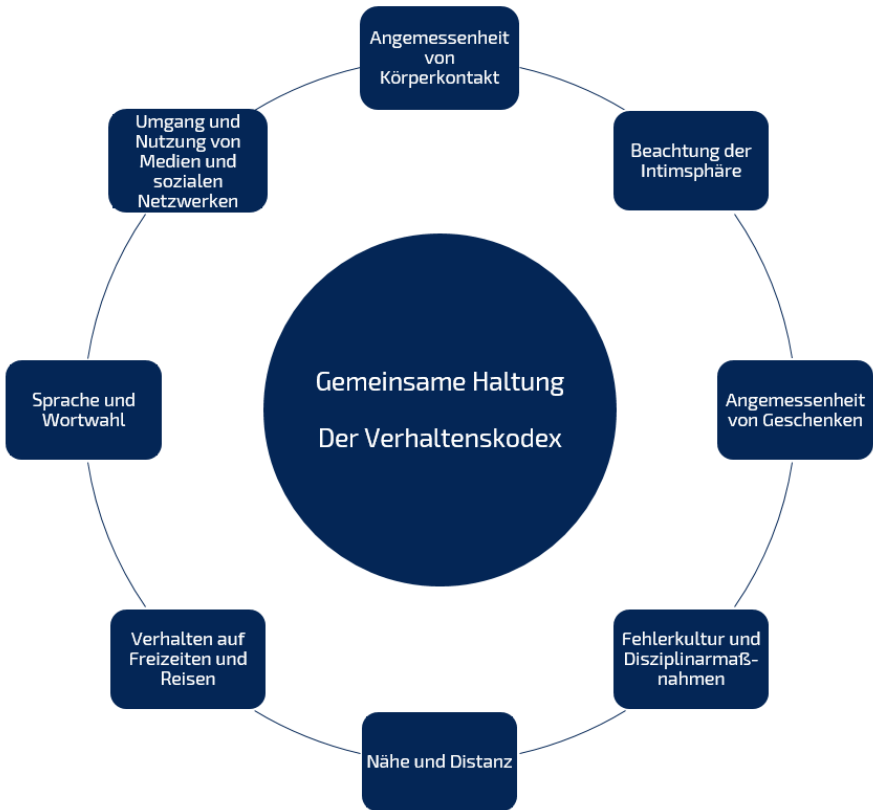 Angemessenheit
von
Körperkontakt
Beachtung der
Intimsphäre
Angemessenheit
von Geschenken
Fehlerkultur und
Disziplinarmaß-
nahmen
Nähe und Distanz
Verhalten auf
Freizeiten und
Reisen
Sprache und
Wortwahl
Umgang und
Nutzung von
Medien und
sozialen
Netzwerken
Gemeinsame Haltung
Der Verhaltenskodex